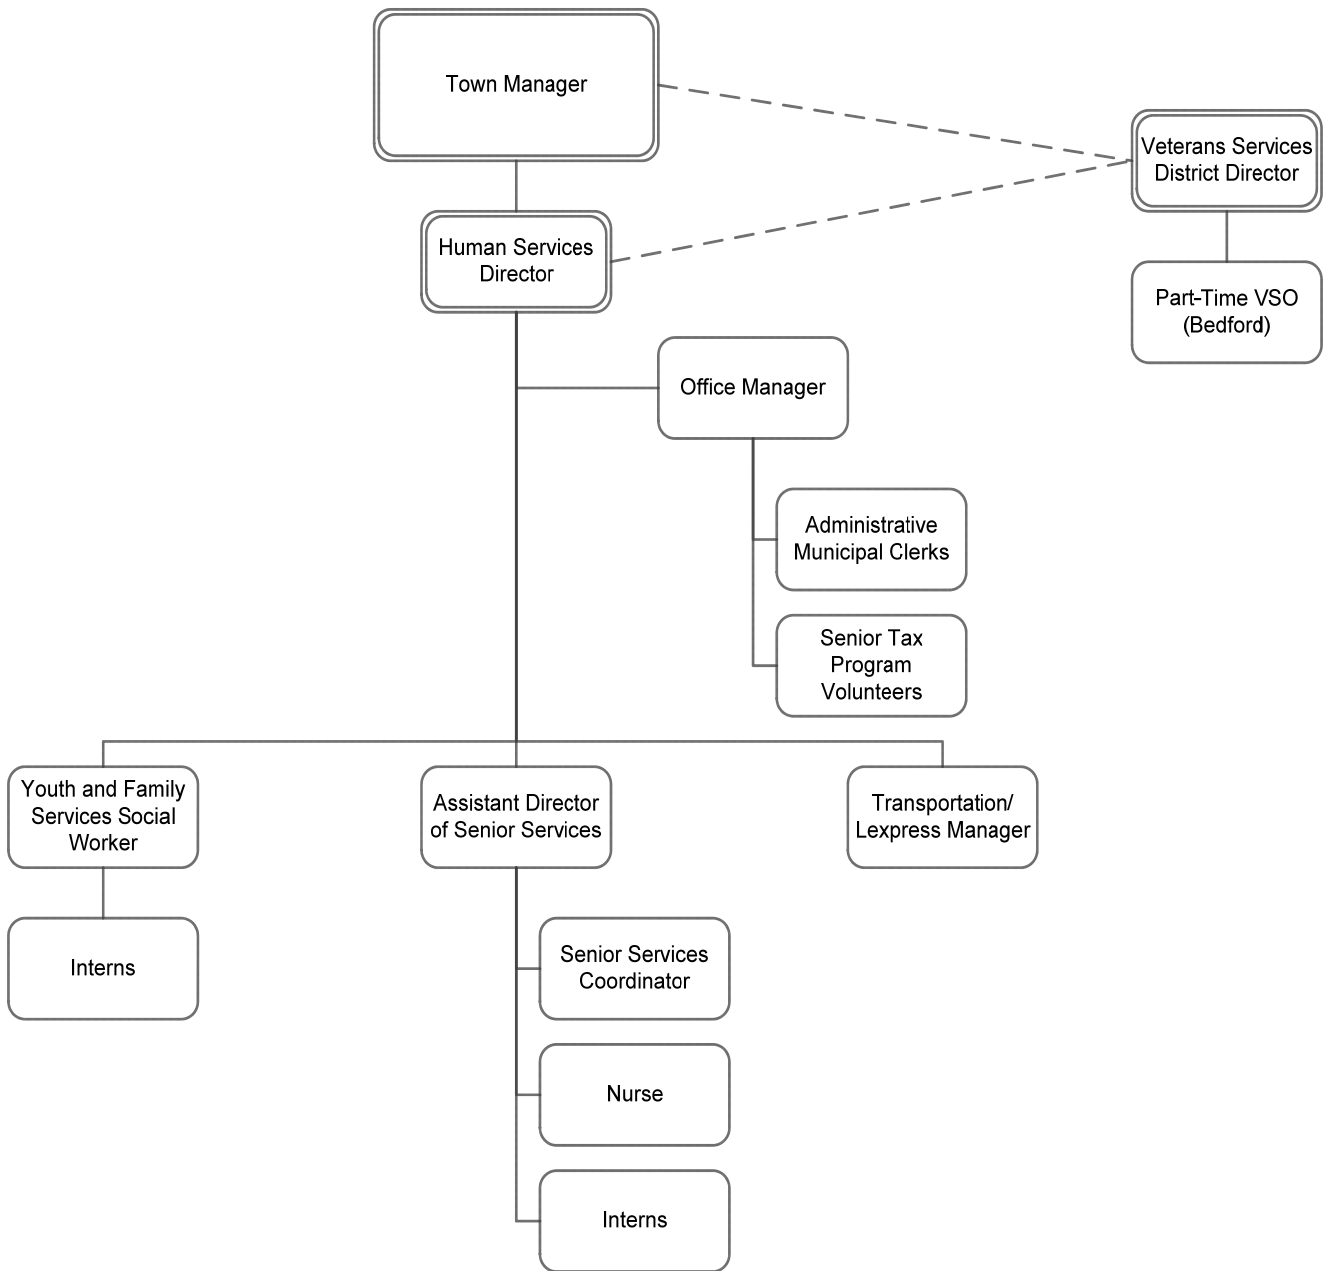 Town Manager
Veterans Services
District Director
Human Services
Director
Part-Time VSO
(Bedford)
Office Manager
Administrative
Municipal Clerks
Senior Tax
Program
Volunteers
Youth and Family
Services Social
Worker
Assistant Director
of Senior Services
Transportation/
Lexpress Manager
Interns
Senior Services
Coordinator
Nurse
Interns